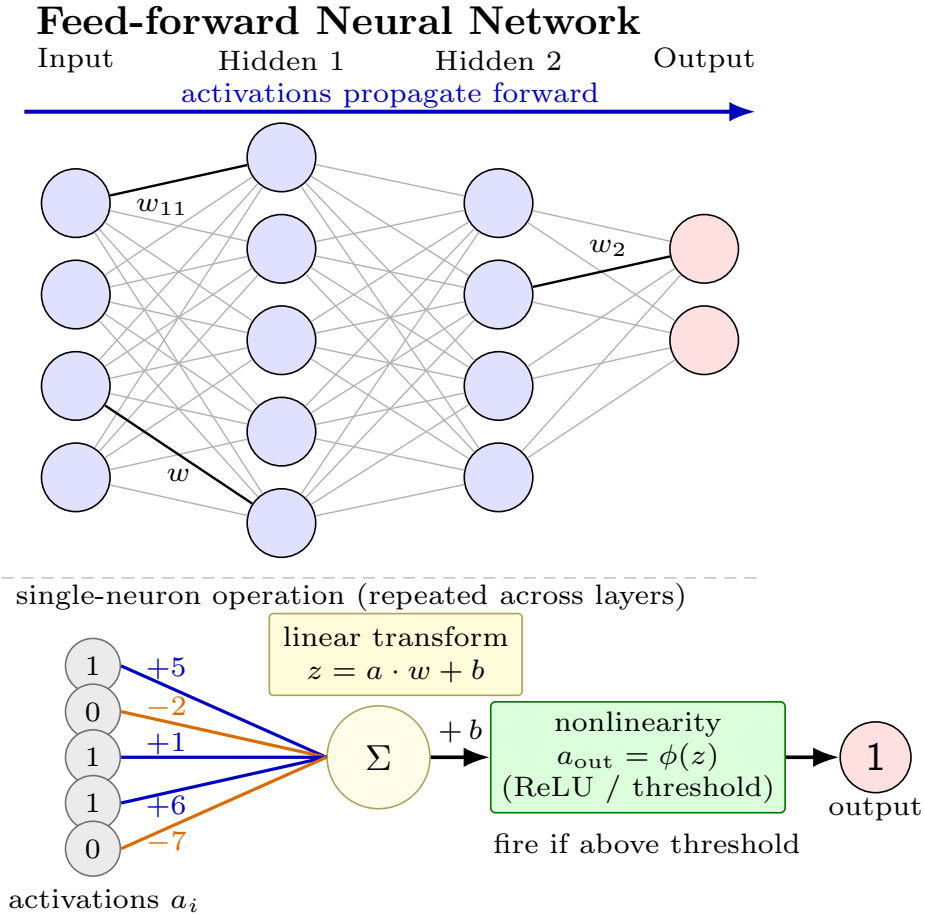 Feed-forward Neural Network
Input Hidden 1 Hidden 2 Output
activations propagate forward
w₁₁
w₂
w
single-neuron operation (repeated across layers)
linear transform
z = a · w + b
1 +5
0 −2
1 +1
1 +6
0 −7
Σ
+ b
nonlinearity
a_out = ϕ(z)
(ReLU / threshold)
1
output
fire if above threshold
activations aᵢ